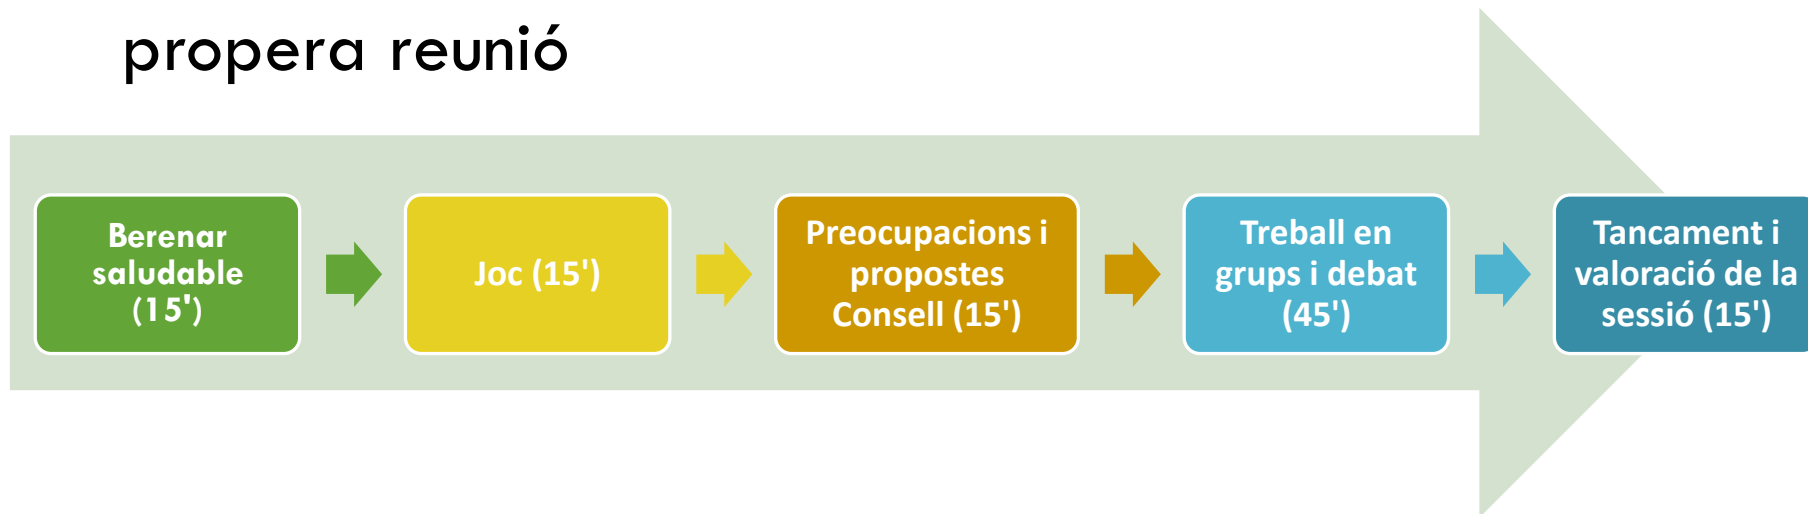 propera reunió
Berenar
saludable
(15')
Joc (15')
Preocupacions i
propostes
Consell (15')
Treball en
grups i debat
(45')
Tancament i
valoració de la
sessió (15')